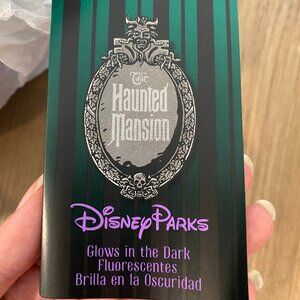 The
Haunted
Mansion
Disney Parks
Glows in the Dark
Fluorescentes
Brilla en la Oscuridad